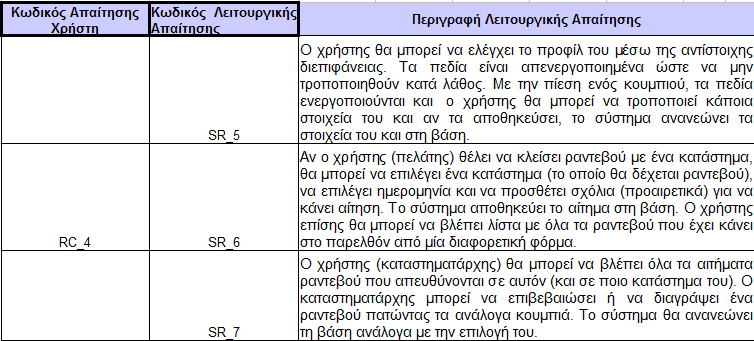 Κωδικός Απαίτησης Χρήστη
Κωδικός Λειτουργικής Απαίτησης
Περιγραφή Λειτουργικής Απαίτησης
SR_5
Ο χρήστης θα μπορεί να ελέγχει το προφίλ του μέσω της αντίστοιχης
διεπιφάνειας. Τα πεδία είναι απενεργοποιημένα ώστε να μην
τροποποιηθούν κατά λάθος. Με την πίεση ενός κουμπιού, τα πεδία
ενεργοποιούνται και ο χρήστης θα μπορεί να τροποποιεί κάποια
στοιχεία του και αν τα αποθηκεύσει, το σύστημα ανανεώνει τα
στοιχεία του και στη βάση.
RC_4
SR_6
Αν ο χρήστης (πελάτης) θέλει να κλείσει ραντεβού με ένα κατάστημα,
θα μπορεί να επιλέγει ένα κατάστημα (το οποίο θα δέχεται ραντεβού),
να επιλέγει ημερομηνία και να προσθέτει σχόλια (προαιρετικά) για να
κάνει αίτηση. Το σύστημα αποθηκεύει το αίτημα στη βάση. Ο χρήστης
επίσης θα μπορεί να βλέπει λίστα με όλα τα ραντεβού που έχει κάνει
στο παρελθόν από μία διαφορετική φόρμα.
SR_7
Ο χρήστης (καταστηματάρχης) θα μπορεί να βλέπει όλα τα αιτήματα
ραντεβού που απευθύνονται σε αυτόν (και σε ποιο κατάστημα του). Ο
καταστηματάρχης μπορεί να επιβεβαιώσει ή να διαγράψει ένα
ραντεβού πατώντας τα ανάλογα κουμπιά. Το σύστημα θα ανανεώνει
τη βάση ανάλογα με την επιλογή του.